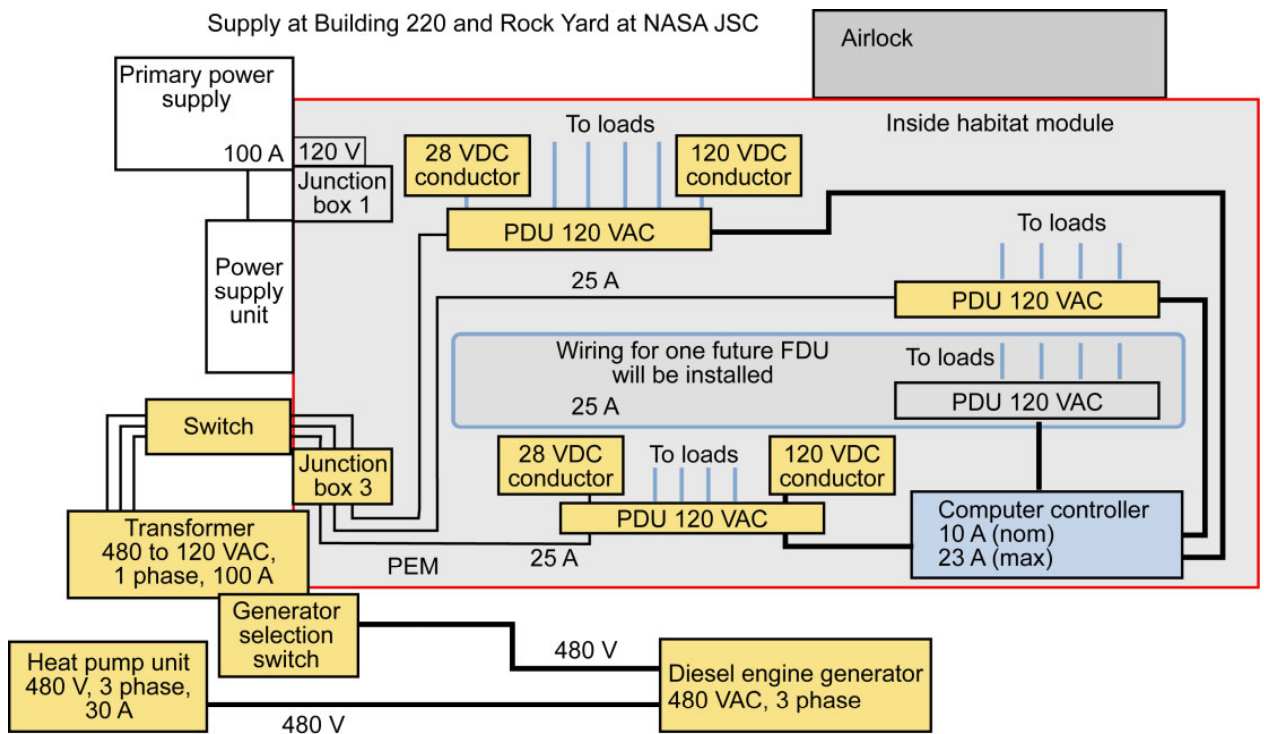 Supply at Building 220 and Rock Yard at NASA JSC
Airlock
Primary power
supply
100 A
120 V
Junction
box 1
Inside habitat module
To loads
28 VDC
conductor
120 VDC
conductor
PDU 120 VAC
Power
supply
unit
25 A
To loads
PDU 120 VAC
Wiring for one future FDU
will be installed
25 A
To loads
PDU 120 VAC
Switch
Junction
box 3
28 VDC
conductor
To loads
120 VDC
conductor
PDU 120 VAC
25 A
PEM
Computer controller
10 A (nom)
23 A (max)
Transformer
480 to 120 VAC,
1 phase, 100 A
Generator
selection
switch
480 V
Heat pump unit
480 V, 3 phase,
30 A
480 V
Diesel engine generator
480 VAC, 3 phase